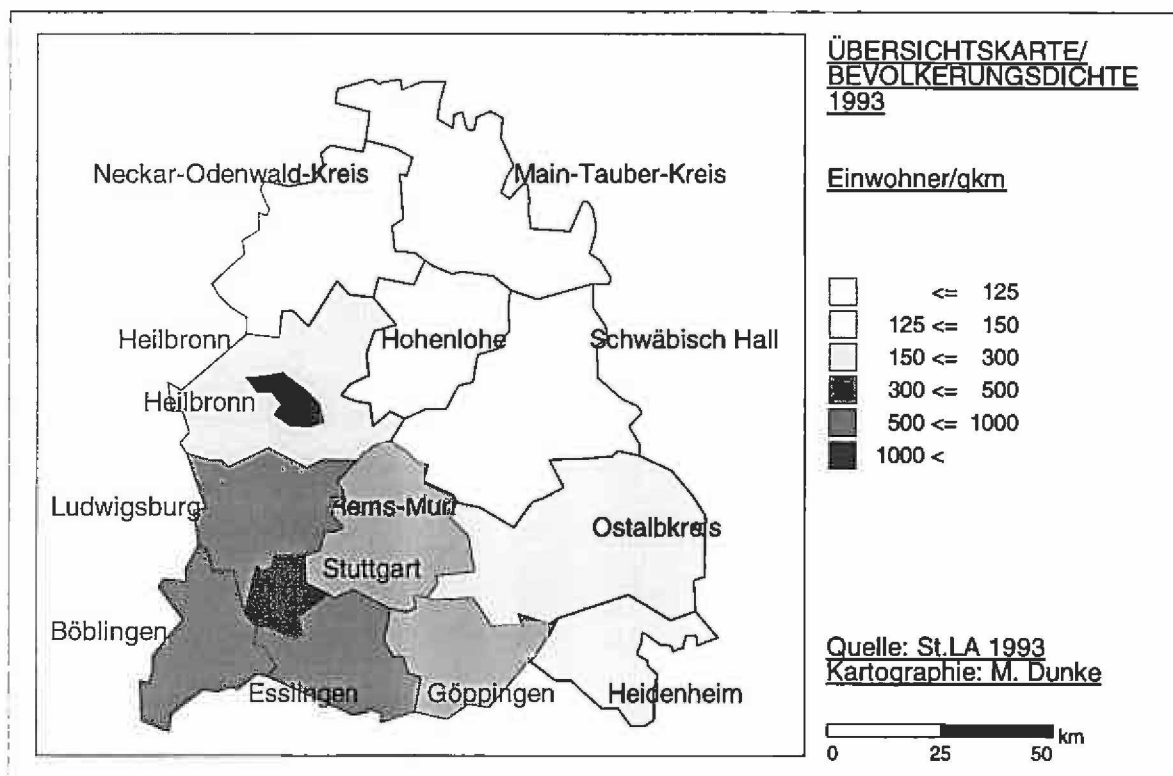 ÜBERSICHTSKARTE/
BEVOLKERUNGSDICHTE
1993
Neckar-Odenwald-Kreis
Main-Tauber-Kreis
Einwohner/qkm
<= 125
125 <= 150
150 <= 300
300 <= 500
500 <= 1000
1000 <
Heilbronn
Hohenlohe
Schwäbisch Hall
Heilbronn
Ludwigsburg
Rems-Murr
Ostalbkreis
Stuttgart
Böblingen
Esslingen
Göppingen
Heidenheim
Quelle: St.LA 1993
Kartographie: M. Dunke
km
0 25 50